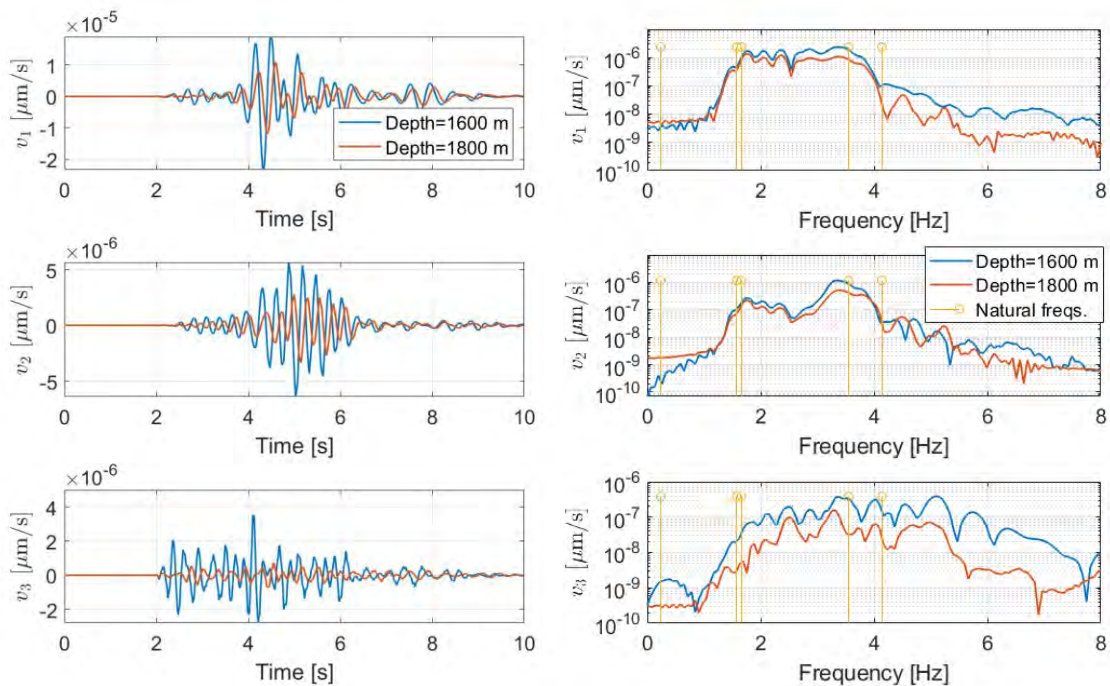 ×10⁻⁵
v₁ [μm/s]
1
0
-1
-2
Depth=1600 m
Depth=1800 m
0 2 4 6 8 10
Time [s]
v₁ [μm/s]
10⁻⁶
10⁻⁷
10⁻⁸
10⁻⁹
10⁻¹⁰
0 2 4 6 8
Frequency [Hz]
×10⁻⁶
v₂ [μm/s]
5
0
-5
0 2 4 6 8 10
Time [s]
v₂ [μm/s]
10⁻⁶
10⁻⁷
10⁻⁸
10⁻⁹
10⁻¹⁰
Depth=1600 m
Depth=1800 m
Natural freqs.
0 2 4 6 8
Frequency [Hz]
×10⁻⁶
v₃ [μm/s]
4
2
0
-2
0 2 4 6 8 10
Time [s]
v₃ [μm/s]
10⁻⁶
10⁻⁷
10⁻⁸
10⁻⁹
10⁻¹⁰
0 2 4 6 8
Frequency [Hz]